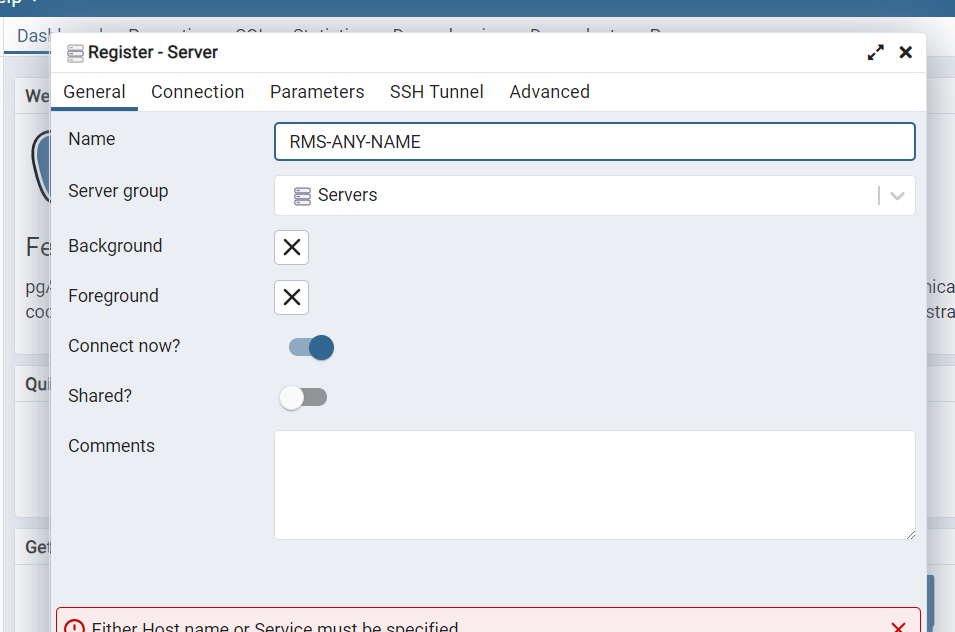 Register - Server
General Connection Parameters SSH Tunnel Advanced
Name RMS-ANY-NAME
Server group Servers
Background
Foreground
Connect now?
Shared?
Comments
Either Host name or Service must be specified.